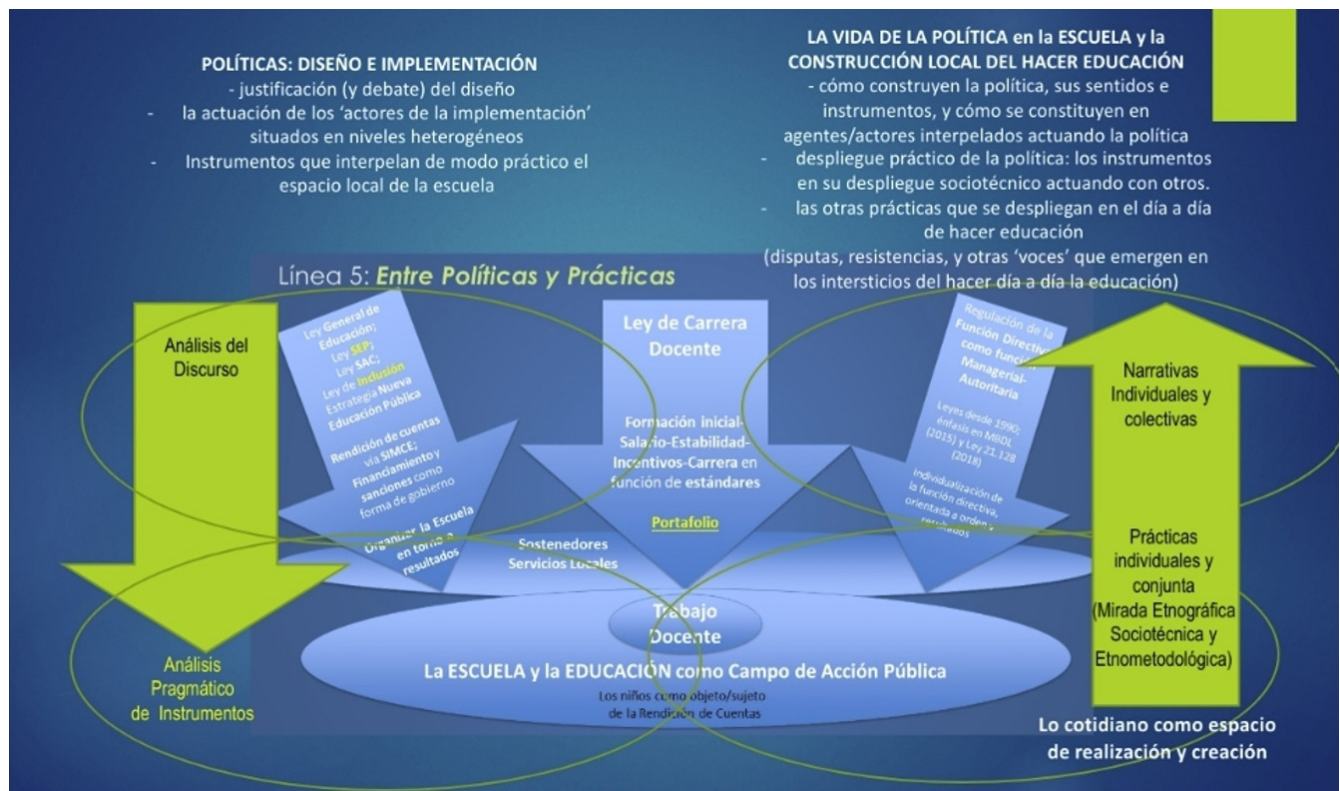 POLÍTICAS: DISEÑO E IMPLEMENTACIÓN
- justificación (y debate) del diseño
- la actuación de los ‘actores de la implementación’
situados en niveles heterogéneos
- Instrumentos que interpelan de modo práctico el
espacio local de la escuela
LA VIDA DE LA POLÍTICA en la ESCUELA y la
CONSTRUCCIÓN LOCAL DEL HACER EDUCACIÓN
- cómo construyen la política, sus sentidos e
instrumentos, y cómo se constituyen en
agentes/actores interpelados actuando la política
- despliegue práctico de la política: los instrumentos
en su despliegue sociotécnico actuando con otros.
- las otras prácticas que se despliegan en el día a día
de hacer educación
(disputas, resistencias, y otras ‘voces’ que emergen en
los intersticios del hacer día a día la educación)
Línea 5: Entre Políticas y Prácticas
Análisis del
Discurso
Análisis
Pragmático
de Instrumentos
Ley General de
Educación;
Ley SEP;
Ley SAC;
Ley de Inclusión
Estrategia Nueva
Educación Pública
Rendición de cuentas
via SIMCE;
Financiamiento y
sanciones como
forma de gobierno
Organizar la Escuela
en torno a
resultados
Ley de Carrera
Docente
Formación inicial-
Salario-Estabilidad-
Incentivos-Carrera en
función de estándares
Portafolio
Regulación de la
Función Directiva
como función
Managerial-
Autoritaria
Leyes desde 1990;
énfasis en MBDL
(2015) y Ley 21.128
(2018)
Individualización de
la función directiva,
orientada a orden y
resultados
Narrativas
Individuales y
colectivas
Prácticas
individuales y
conjunta
(Mirada Etnográfica
Sociotécnica y
Etnometodológica)
Sostenedores
Servicios Locales
Trabajo
Docente
La ESCUELA y la EDUCACIÓN como Campo de Acción Pública
Los niños como objeto/sujeto
de la Rendición de Cuentas
Lo cotidiano como espacio
de realización y creación